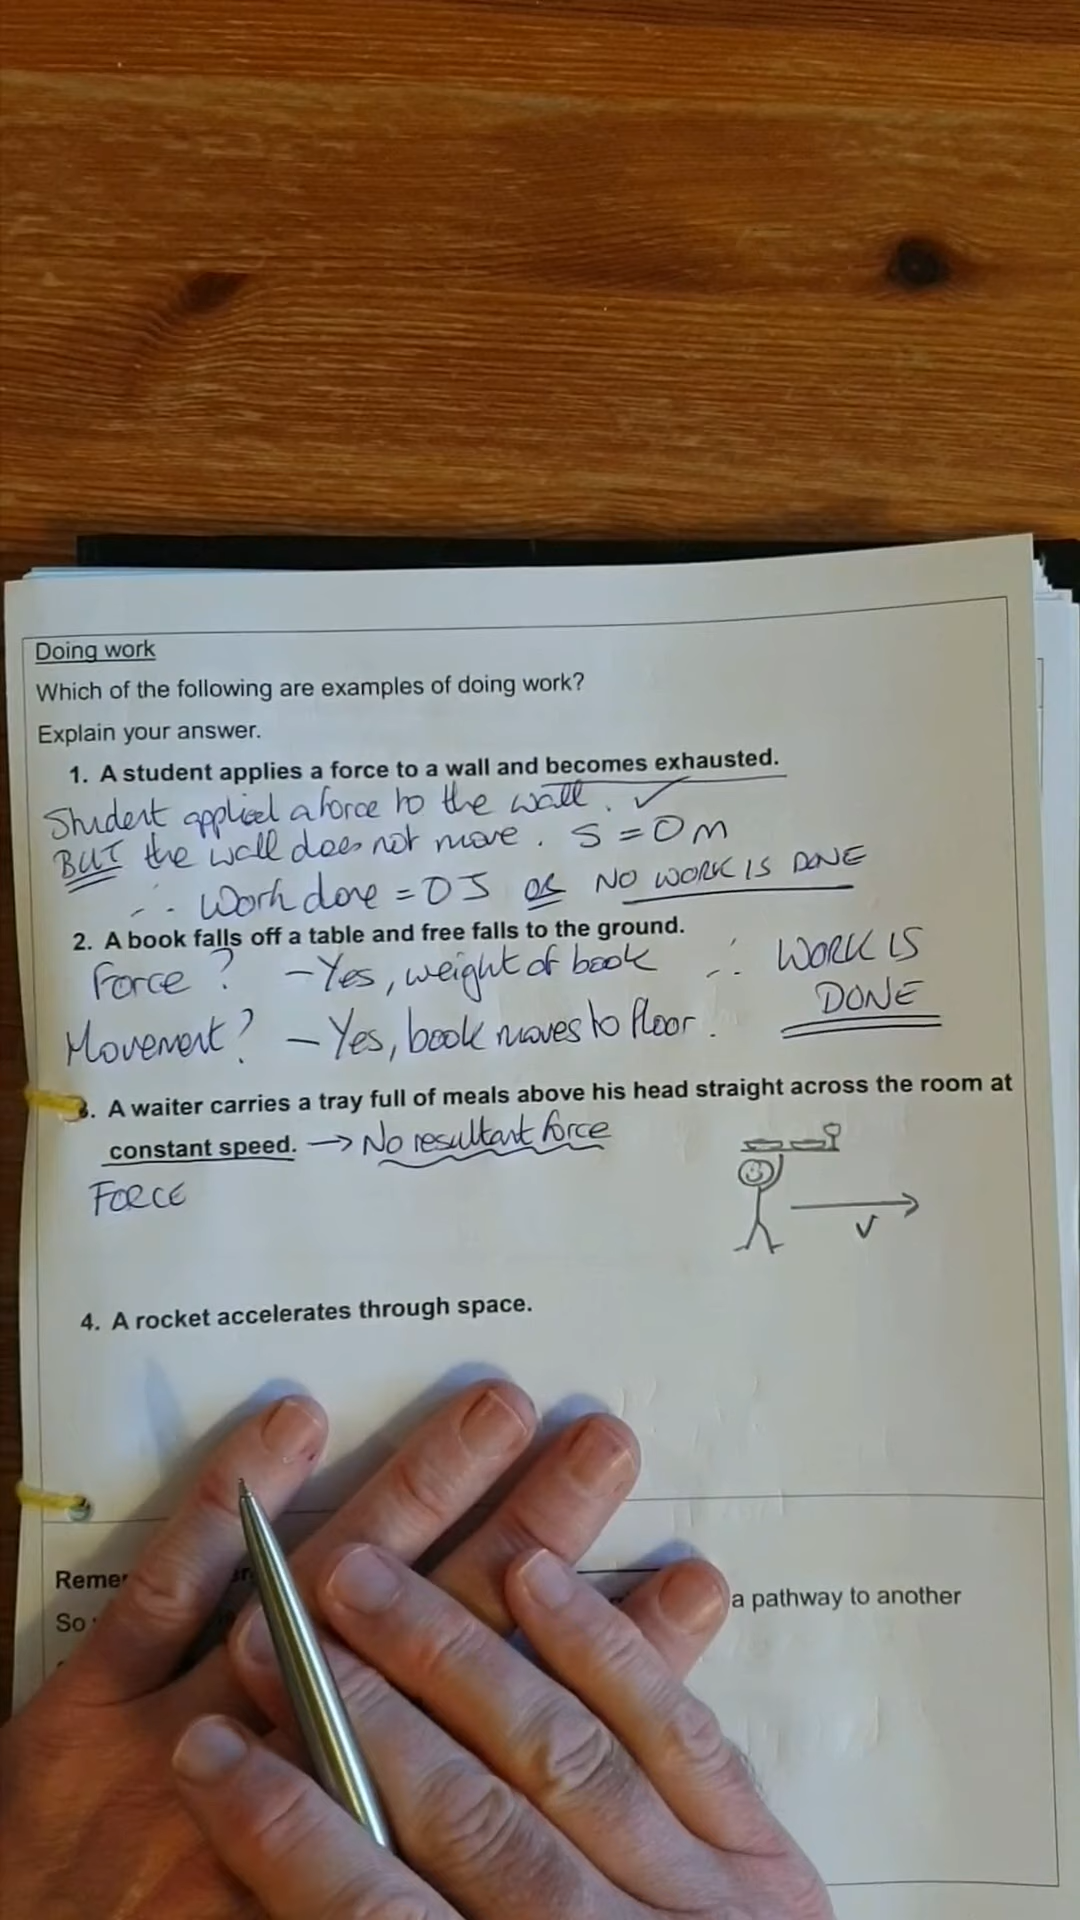 Doing work
Which of the following are examples of doing work?
Explain your answer.
1. A student applies a force to a wall and becomes exhausted.
Student applied a force to the wall. ✓
BUT the wall does not move. S = 0 m
∴ Work done = 0 J or NO WORK IS DONE
2. A book falls off a table and free falls to the ground.
Force? – Yes, weight of book ∴ WORK IS
DONE
Movement? – Yes, book moves to floor.
3. A waiter carries a tray full of meals above his head straight across the room at
constant speed. → No resultant force
FORCE
v
4. A rocket accelerates through space.
a pathway to another
So